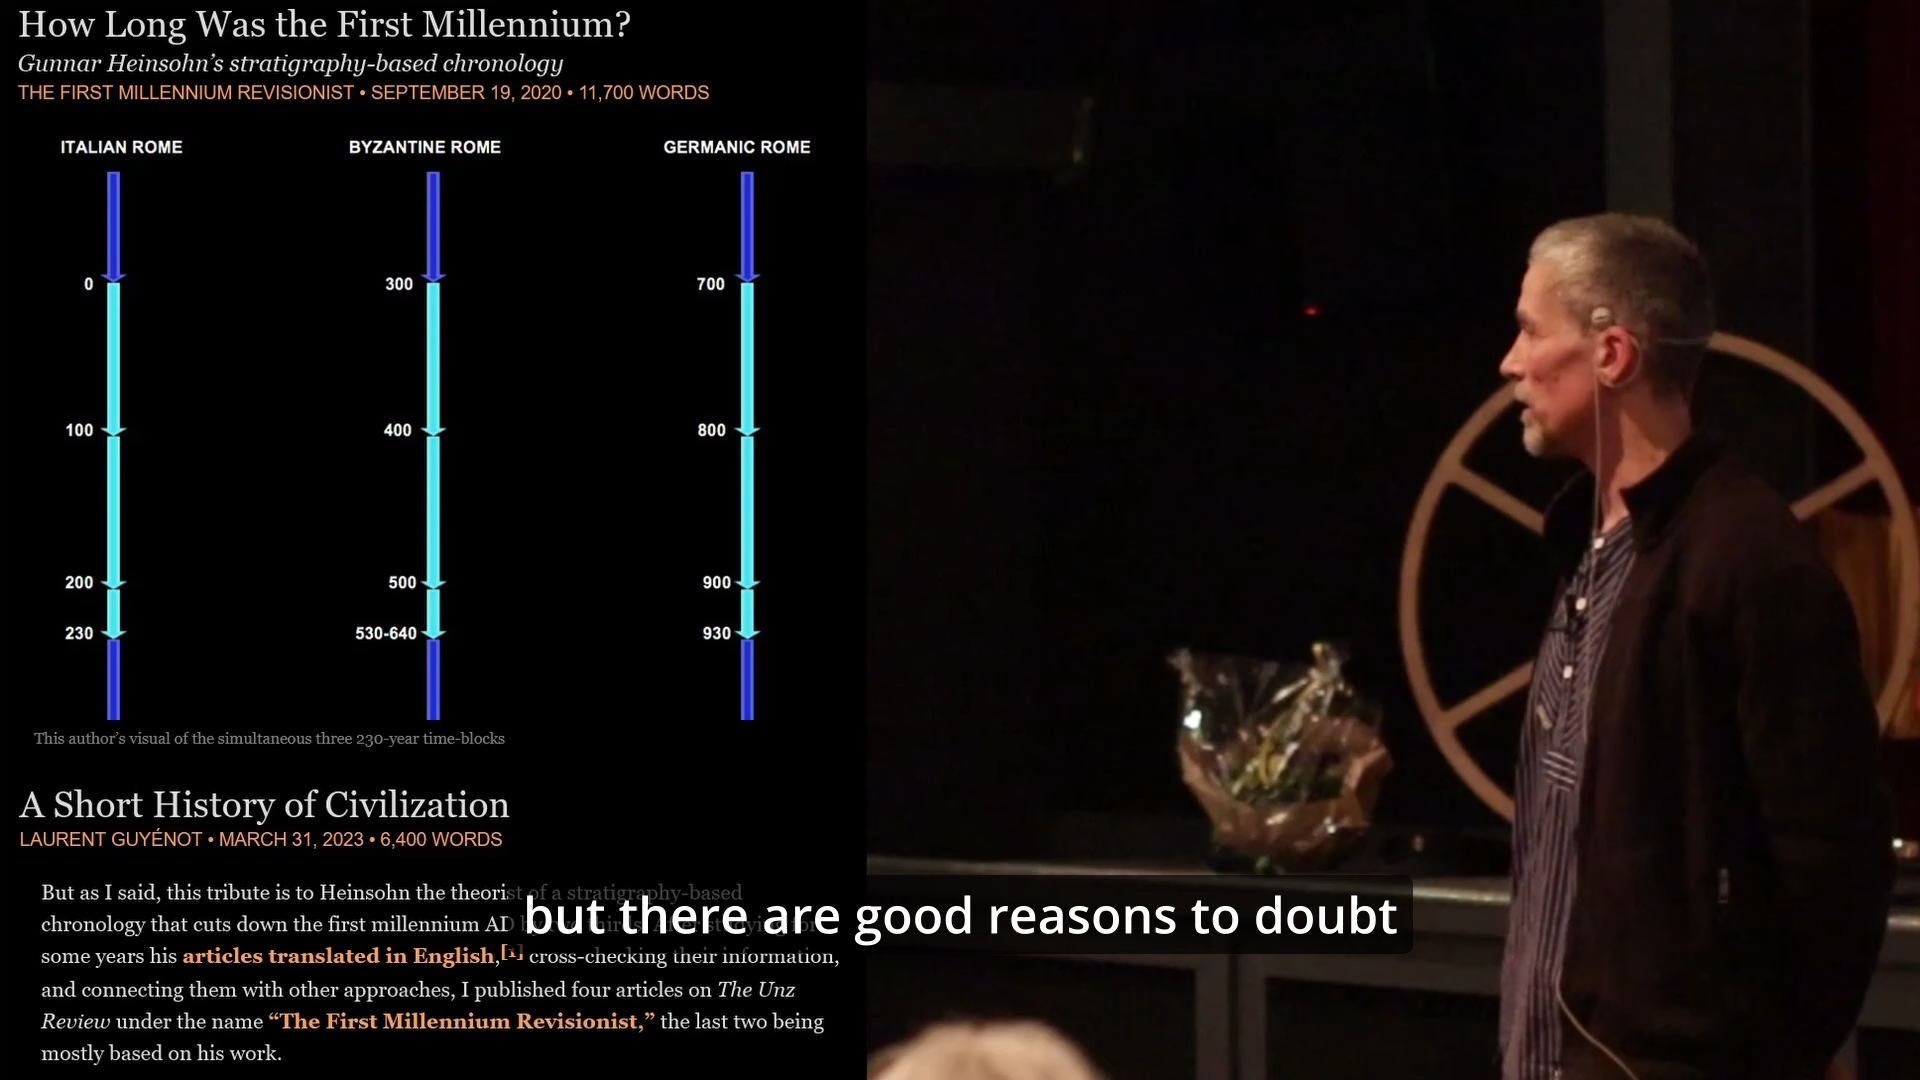 How Long Was the First Millennium?
Gunnar Heinsohn’s stratigraphy-based chronology
THE FIRST MILLENNIUM REVISIONIST • SEPTEMBER 19, 2020 • 11,700 WORDS
ITALIAN ROME BYZANTINE ROME GERMANIC ROME
0 300 700
100 400 800
200 500 900
230 530-640 930
This author’s visual of the simultaneous three 230-year time-blocks
A Short History of Civilization
LAURENT GUYÉNOT • MARCH 31, 2023 • 6,400 WORDS
But as I said, this tribute is to Heinsohn the theorist of a stratigraphy-based
chronology that cuts down the first millennium AD
some years his articles translated in English,[1] cross-checking their information,
and connecting them with other approaches, I published four articles on The Unz
Review under the name “The First Millennium Revisionist,” the last two being
mostly based on his work.
but there are good reasons to doubt